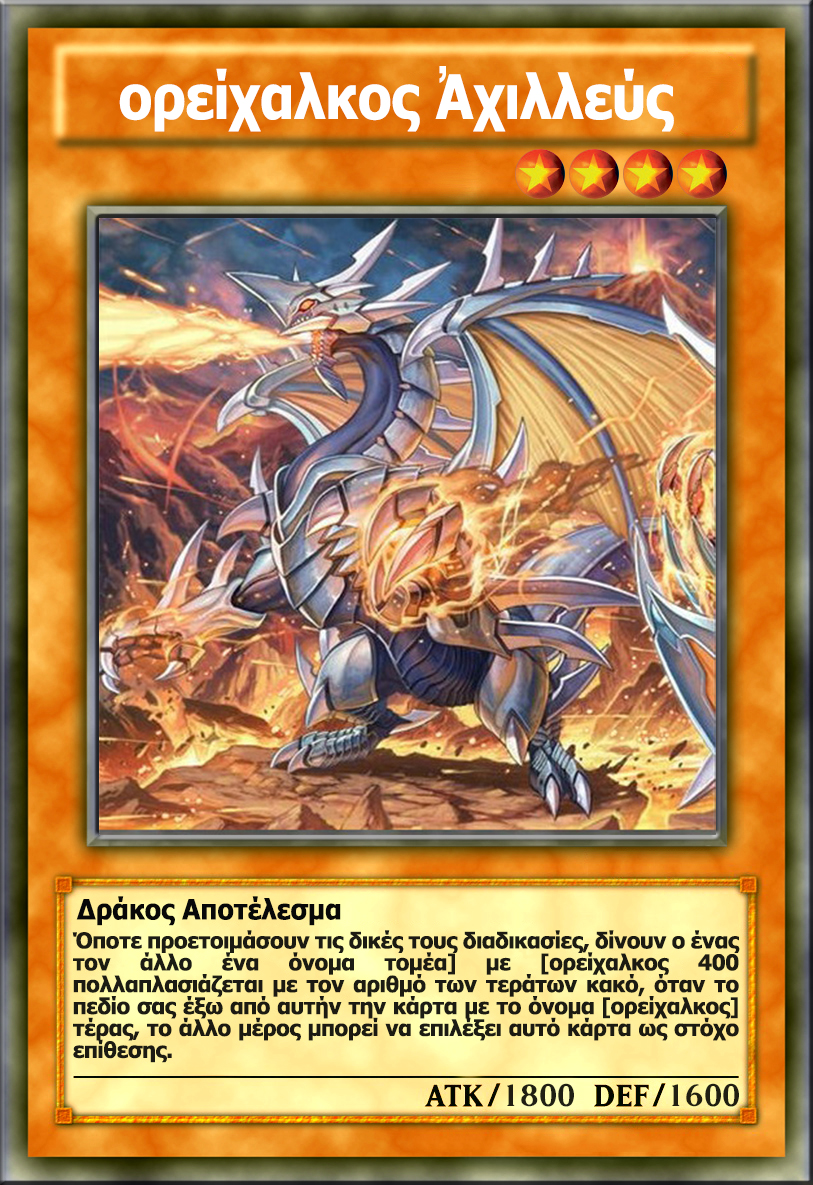 ορείχαλκος Ἀχιλλεύς
Δράκος Αποτέλεσμα
Όποτε προετοιμάσουν τις δικές τους διαδικασίες, δίνουν ο ένας
τον άλλο ένα όνομα τομέα] με [ορείχαλκος 400
πολλαπλασιάζεται με τον αριθμό των τεράτων κακό, όταν το
πεδίο σας έξω από αυτήν την κάρτα με το όνομα [ορείχαλκος]
τέρας, το άλλο μέρος μπορεί να επιλέξει αυτό κάρτα ως στόχο
επίθεσης.
ATK/1800 DEF/1600